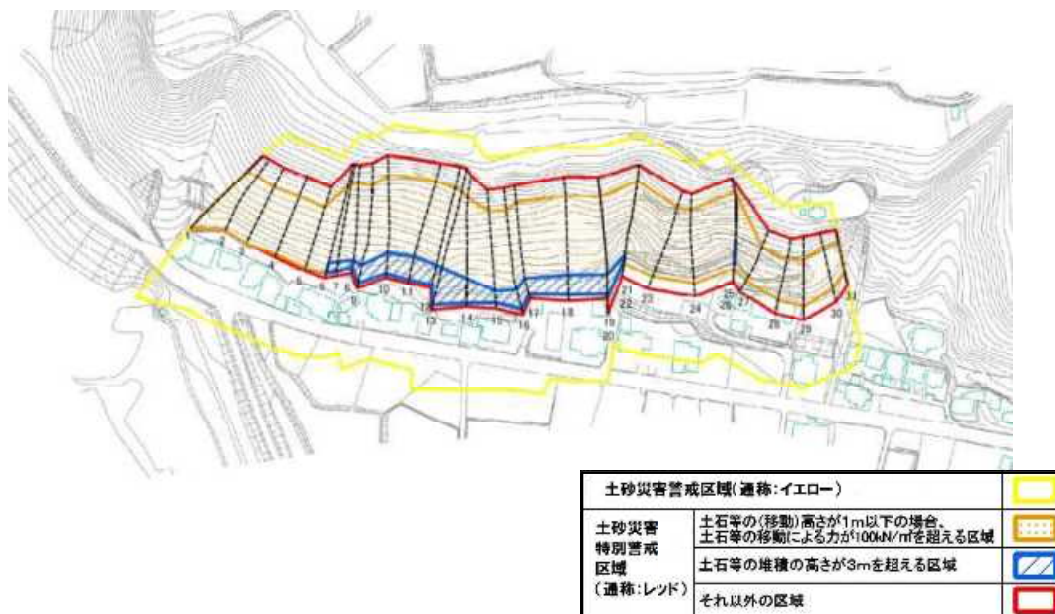 5
6
7
8
9
10
11
13
14
15
16
17
18
19
20
21
22
23
24
25
26
27
28
29
30
31
土砂災害警戒区域(通称:イエロー)
土砂災害
特別警戒
区域
(通称:レッド)
土石等の(移動)高さが1m以下の場合、
土石等の移動による力が100kN/㎡を超える区域
土石等の堆積の高さが3mを超える区域
それ以外の区域